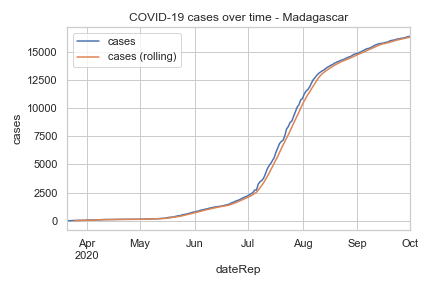 COVID-19 cases over time - Madagascar
cases
cases (rolling)
cases
15000
12500
10000
7500
5000
2500
0
Apr May Jun Jul Aug Sep Oct
2020
dateRep